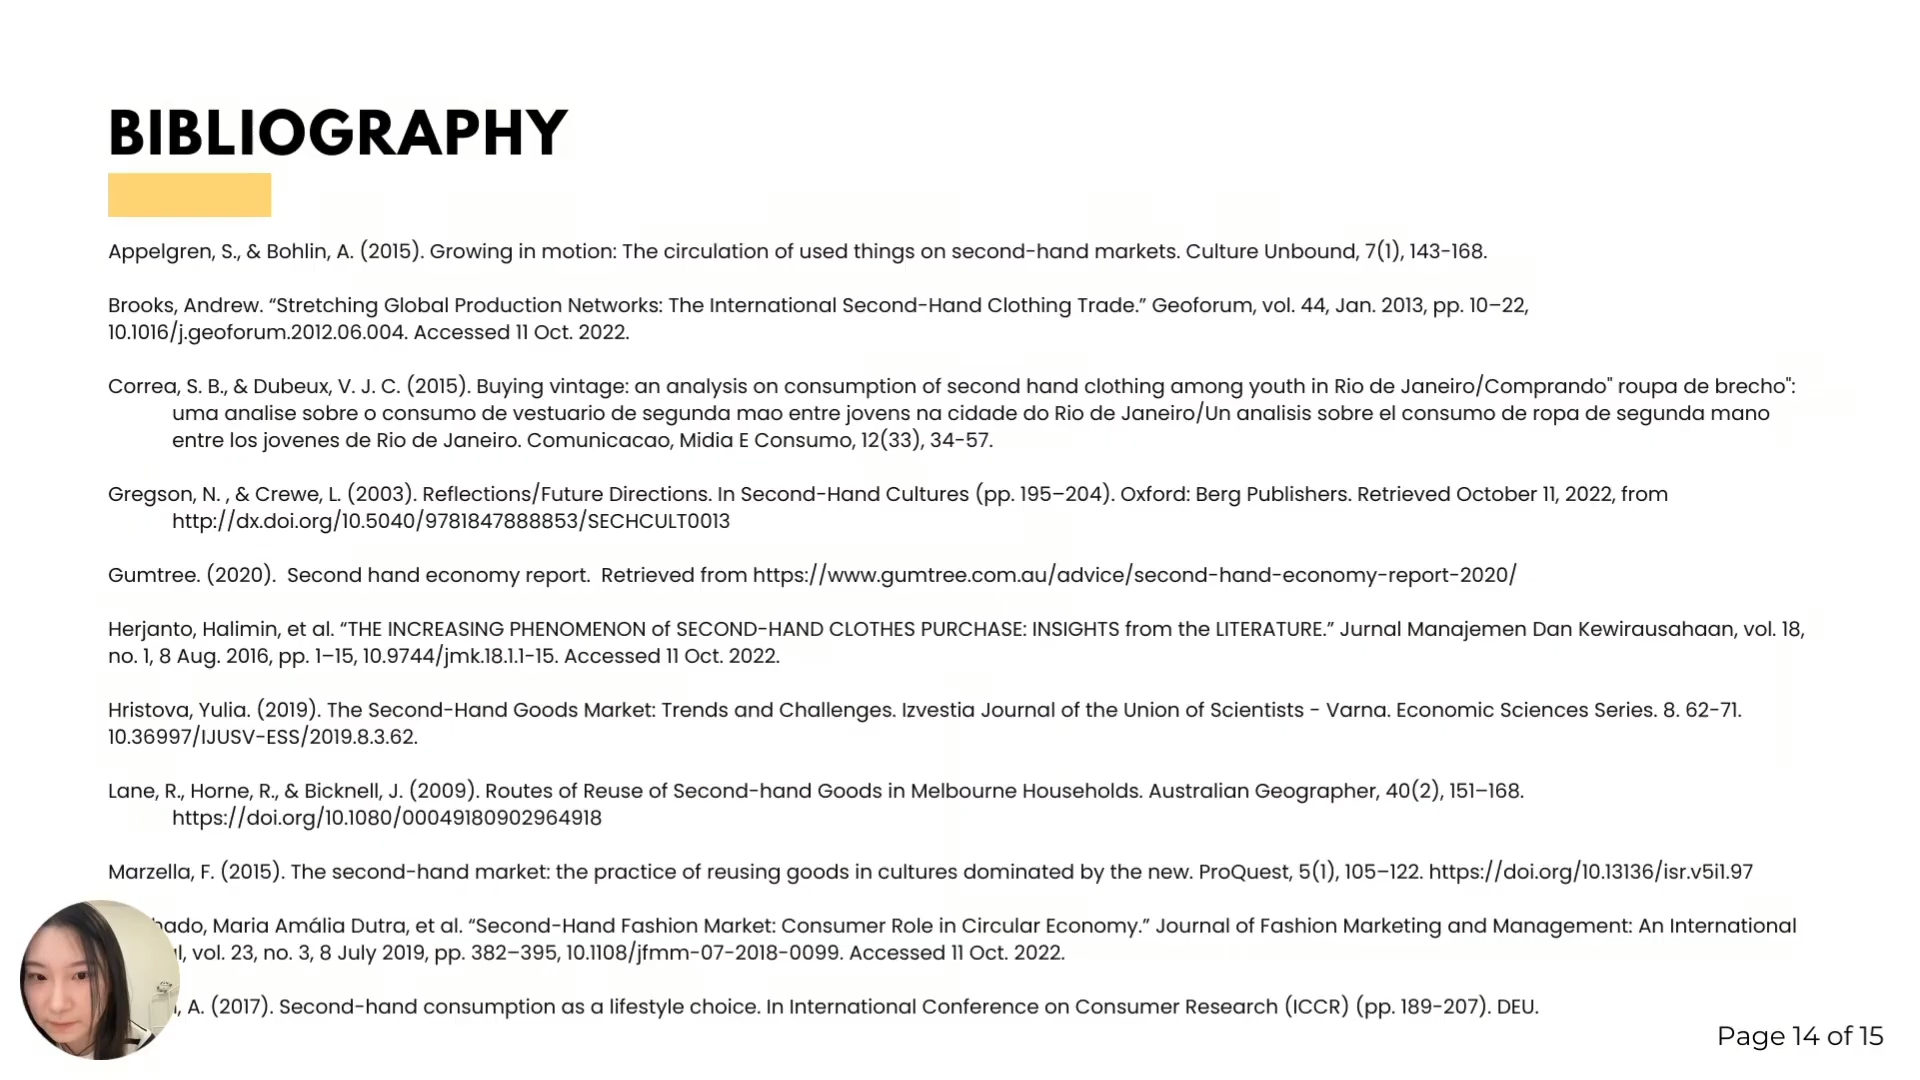 BIBLIOGRAPHY
Appelgren, S., & Bohlin, A. (2015). Growing in motion: The circulation of used things on second-hand markets. Culture Unbound, 7(1), 143-168.
Brooks, Andrew. “Stretching Global Production Networks: The International Second-Hand Clothing Trade.” Geoforum, vol. 44, Jan. 2013, pp. 10–22,
10.1016/j.geoforum.2012.06.004. Accessed 11 Oct. 2022.
Correa, S. B., & Dubeux, V. J. C. (2015). Buying vintage: an analysis on consumption of second hand clothing among youth in Rio de Janeiro/Comprando" roupa de brecho":
uma analise sobre o consumo de vestuario de segunda mao entre jovens na cidade do Rio de Janeiro/Un analisis sobre el consumo de ropa de segunda mano
entre los jovenes de Rio de Janeiro. Comunicacao, Midia E Consumo, 12(33), 34-57.
Gregson, N. , & Crewe, L. (2003). Reflections/Future Directions. In Second-Hand Cultures (pp. 195–204). Oxford: Berg Publishers. Retrieved October 11, 2022, from
http://dx.doi.org/10.5040/9781847888853/SECHCULT0013
Gumtree. (2020). Second hand economy report. Retrieved from https://www.gumtree.com.au/advice/second-hand-economy-report-2020/
Herjanto, Halimin, et al. “THE INCREASING PHENOMENON of SECOND-HAND CLOTHES PURCHASE: INSIGHTS from the LITERATURE.” Jurnal Manajemen Dan Kewirausahaan, vol. 18,
no. 1, 8 Aug. 2016, pp. 1–15, 10.9744/jmk.18.1.1-15. Accessed 11 Oct. 2022.
Hristova, Yulia. (2019). The Second-Hand Goods Market: Trends and Challenges. Izvestia Journal of the Union of Scientists - Varna. Economic Sciences Series. 8. 62-71.
10.36997/IJUSV-ESS/2019.8.3.62.
Lane, R., Horne, R., & Bicknell, J. (2009). Routes of Reuse of Second-hand Goods in Melbourne Households. Australian Geographer, 40(2), 151–168.
https://doi.org/10.1080/00049180902964918
Marzella, F. (2015). The second-hand market: the practice of reusing goods in cultures dominated by the new. ProQuest, 5(1), 105–122. https://doi.org/10.13136/isr.v5i1.97
Maria Amália Dutra, et al. “Second-Hand Fashion Market: Consumer Role in Circular Economy.” Journal of Fashion Marketing and Management: An International
vol. 23, no. 3, 8 July 2019, pp. 382–395, 10.1108/jfmm-07-2018-0099. Accessed 11 Oct. 2022.
A. (2017). Second-hand consumption as a lifestyle choice. In International Conference on Consumer Research (ICCR) (pp. 189-207). DEU.
Page 14 of 15